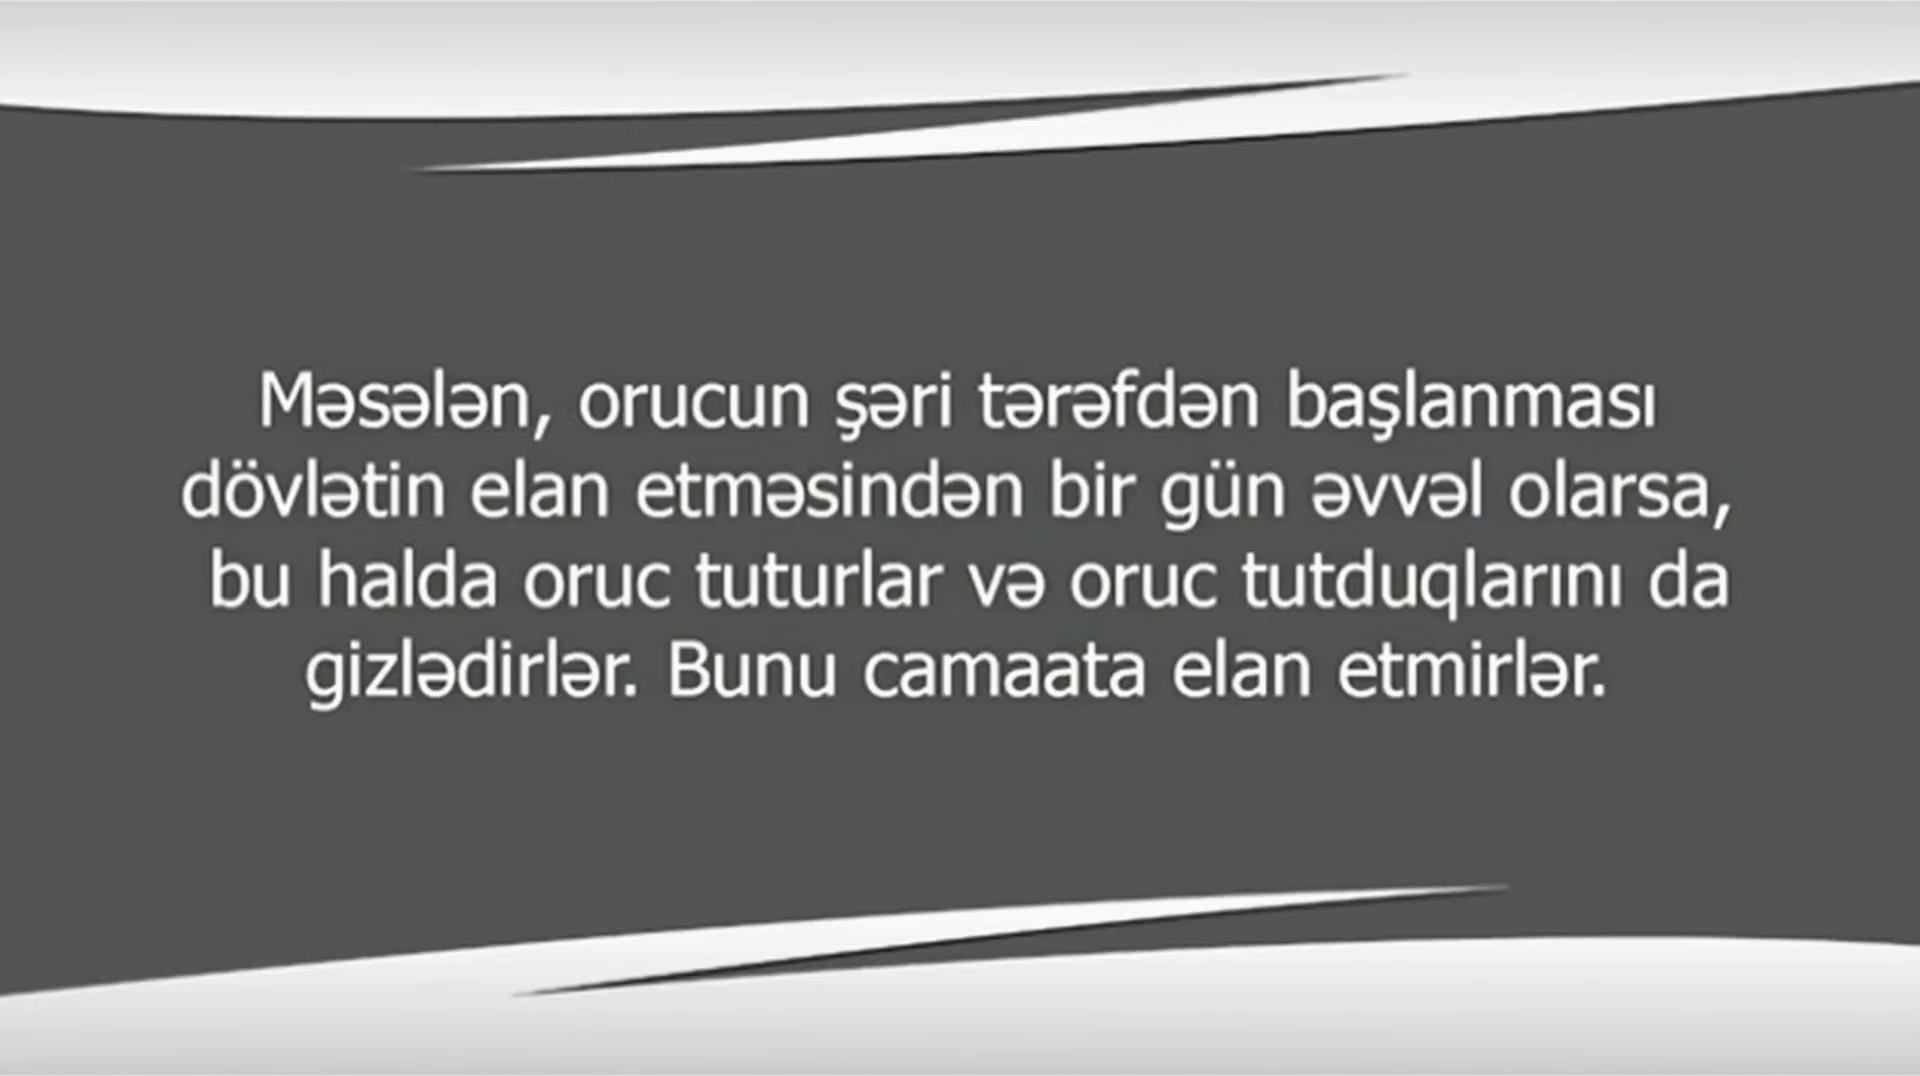 Məsələn, orucun şəri tərəfdən başlanması
dövlətin elan etməsindən bir gün əvvəl olarsa,
bu halda oruc tuturlar və oruc tutduqlarını da
gizlədirlər. Bunu camaata elan etmirlər.